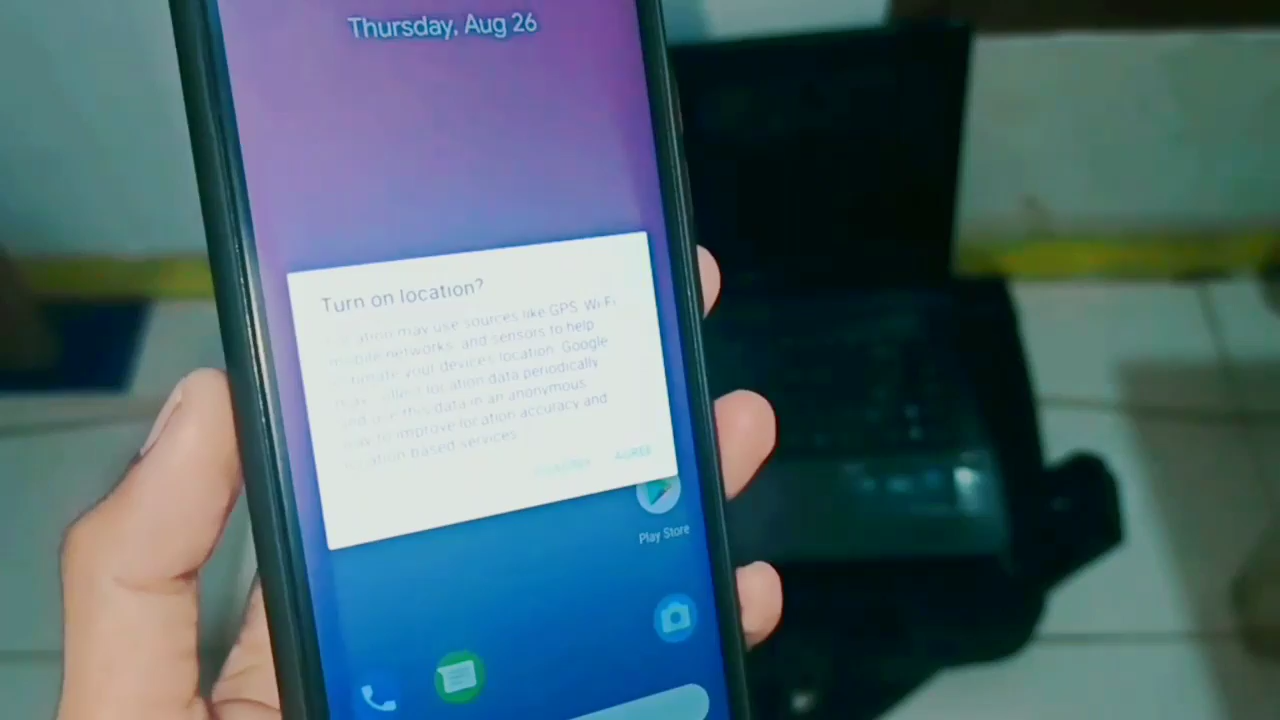 Thursday, Aug 26
Turn on location?
Location may use sources like GPS, Wi-Fi,
mobile networks, and sensors to help
estimate your devices location. Google
may collect location data periodically
and use this data in an anonymous
way to improve location accuracy and
location based services.
DISAGREE AGREE
Play Store